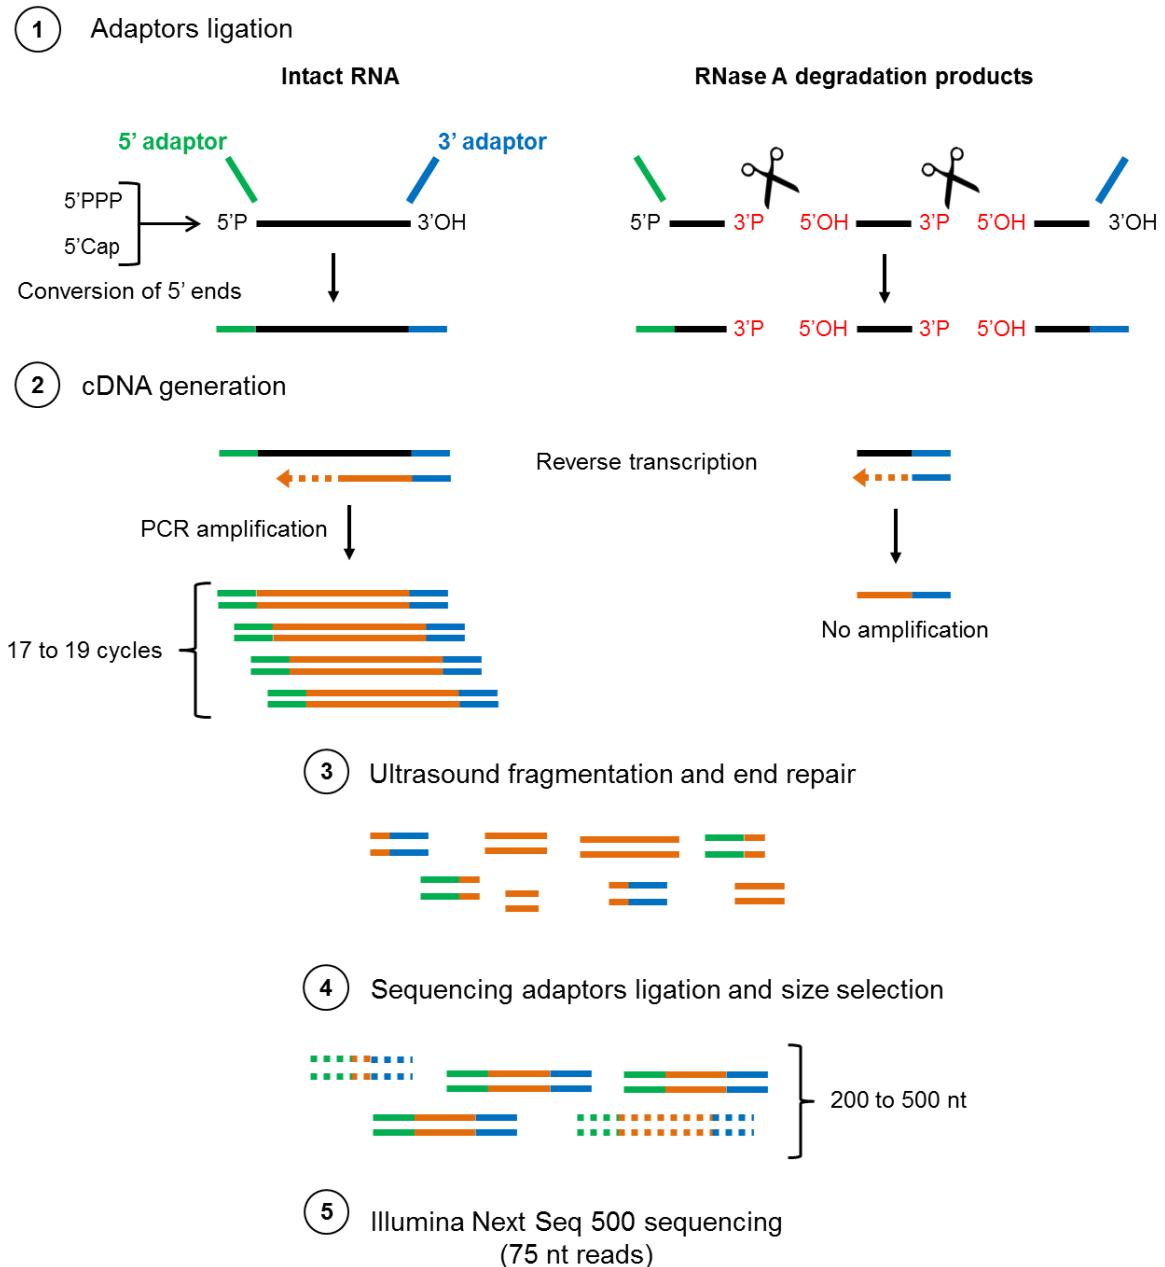 1 Adaptors ligation
Intact RNA
RNase A degradation products
5’ adaptor
3’ adaptor
5’PPP
5’Cap
5’P
3’OH
5’P
3’P
5’OH
3’P
5’OH
3’OH
Conversion of 5’ ends
3’P
5’OH
3’P
5’OH
2 cDNA generation
Reverse transcription
PCR amplification
17 to 19 cycles
No amplification
3 Ultrasound fragmentation and end repair
4 Sequencing adaptors ligation and size selection
200 to 500 nt
5 Illumina Next Seq 500 sequencing
(75 nt reads)